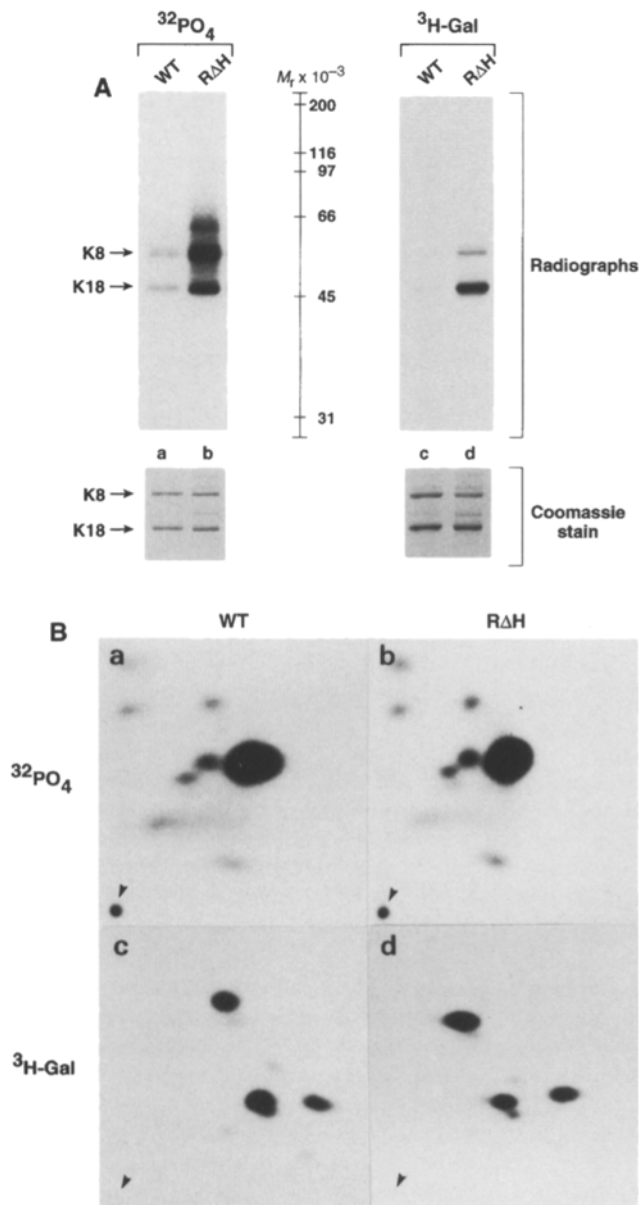 ³²PO₄ ³H-Gal
WT RΔH Mᵣ x 10⁻³ WT RΔH
A
200
116
97
66
45
31
K8→
K18→
Radiographs
a b c d
K8→
K18→
Coomassie
stain
B WT RΔH
a b
³²PO₄
c d
³H-Gal